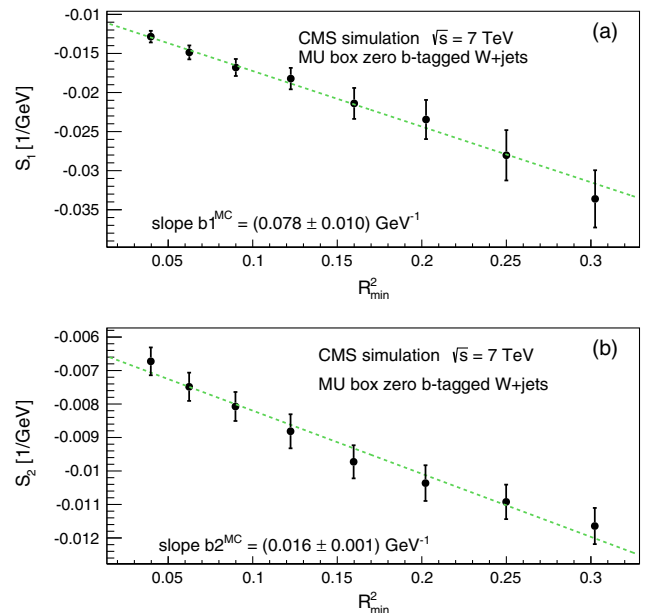 (a)
CMS simulation √s = 7 TeV
MU box zero b-tagged W+jets
S₁ [1/GeV]
-0.01
-0.015
-0.02
-0.025
-0.03
-0.035
slope b1ᴹᶜ = (0.078 ± 0.010) GeV⁻¹
0.05 0.1 0.15 0.2 0.25 0.3
R²min
(b)
CMS simulation √s = 7 TeV
MU box zero b-tagged W+jets
S₂ [1/GeV]
-0.006
-0.007
-0.008
-0.009
-0.01
-0.011
-0.012
slope b2ᴹᶜ = (0.016 ± 0.001) GeV⁻¹
0.05 0.1 0.15 0.2 0.25 0.3
R²min